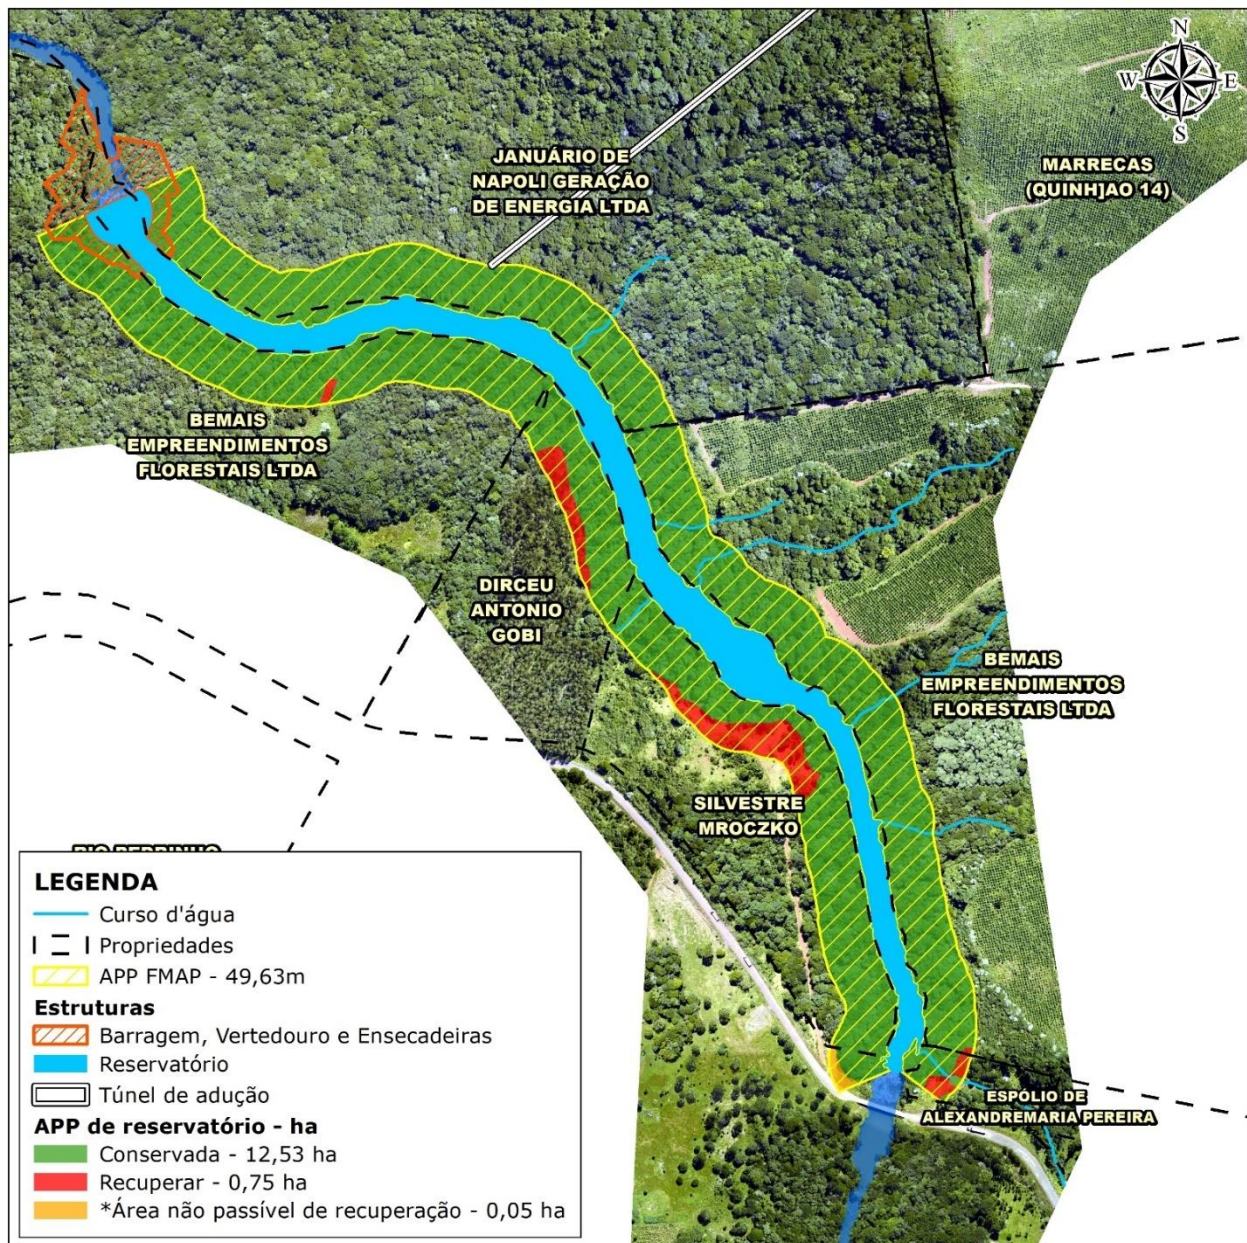 N
W
E
S
JANUÁRIO DE
NAPOLI GERAÇÃO
DE ENERGIA LTDA
MARRECAS
(QUINH]AO 14)
BEMAIS
EMPREENDIMENTOS
FLORESTAIS LTDA
DIRCEU
ANTONIO
GOBI
BEMAIS
EMPREENDIMENTOS
FLORESTAIS LTDA
SILVESTRE
MROCZKO
ESPÓLIO DE
ALEXANDREMARIA PEREIRA
LEGENDA
Curso d'água
Propriedades
APP FMAP - 49,63m
Estruturas
Barragem, Vertedouro e Ensecadeiras
Reservatório
Túnel de adução
APP de reservatório - ha
Conservada - 12,53 ha
Recuperar - 0,75 ha
*Área não passível de recuperação - 0,05 ha